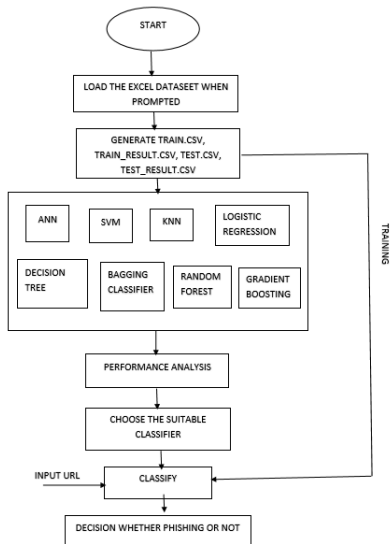 START
LOAD THE EXCEL DATASEET WHEN
PROMPTED
GENERATE TRAIN.CSV,
TRAIN_RESULT.CSV, TEST.CSV,
TEST_RESULT.CSV
ANN
SVM
KNN
LOGISTIC
REGRESSION
DECISION
TREE
BAGGING
CLASSIFIER
RANDOM
FOREST
GRADIENT
BOOSTING
TRAINING
PERFORMANCE ANALYSIS
CHOOSE THE SUITABLE
CLASSIFIER
INPUT URL
CLASSIFY
DECISION WHETHER PHISHING OR NOT